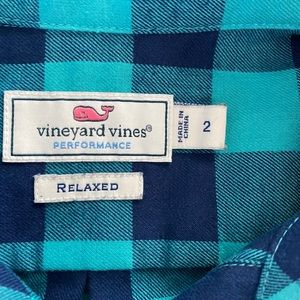 vineyard vines®
PERFORMANCE
MADE IN
CHINA
2
RELAXED